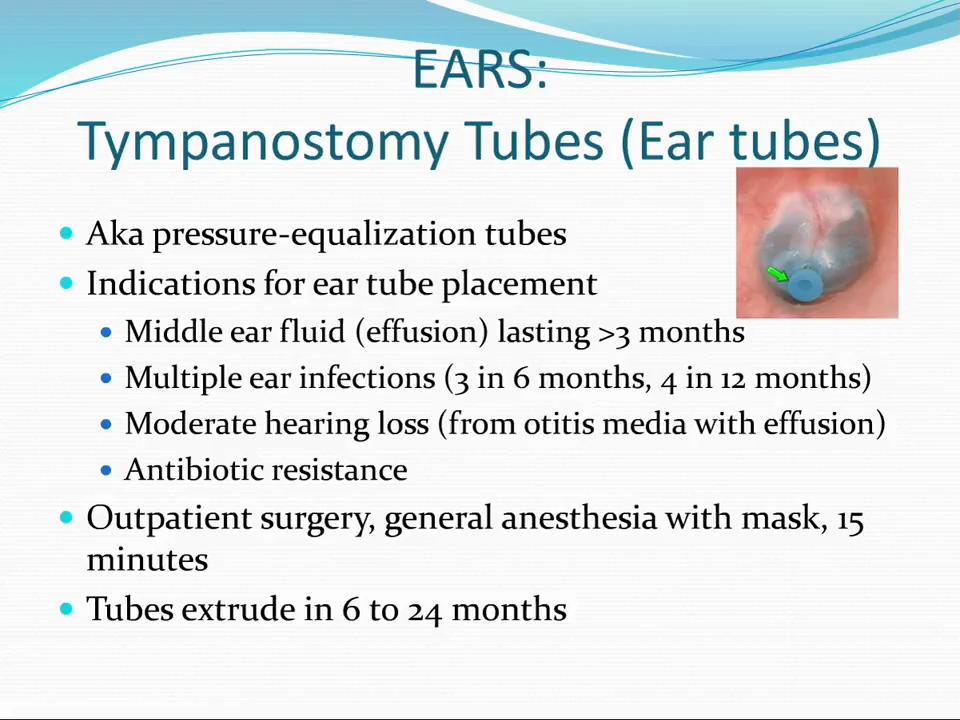 EARS:
Tympanostomy Tubes (Ear tubes)
Aka pressure-equalization tubes
Indications for ear tube placement
Middle ear fluid (effusion) lasting >3 months
Multiple ear infections (3 in 6 months, 4 in 12 months)
Moderate hearing loss (from otitis media with effusion)
Antibiotic resistance
Outpatient surgery, general anesthesia with mask, 15
minutes
Tubes extrude in 6 to 24 months